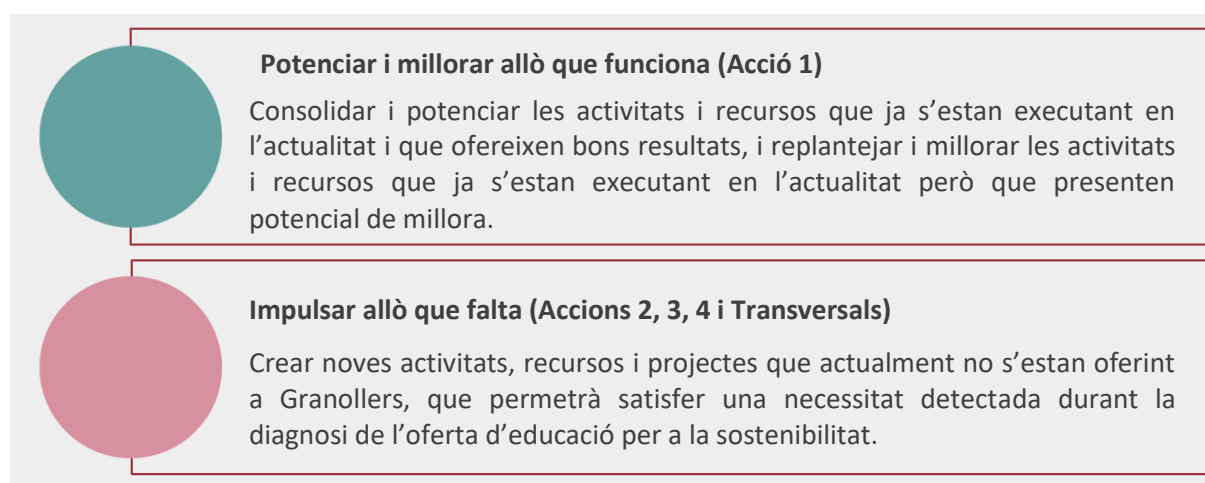 Potenciar i millorar allò que funciona (Acció 1)
Consolidar i potenciar les activitats i recursos que ja s’estan executant en
l’actualitat i que ofereixen bons resultats, i replantejar i millorar les activitats
i recursos que ja s’estan executant en l’actualitat però que presenten
potencial de millora.
Impulsar allò que falta (Accions 2, 3, 4 i Transversals)
Crear noves activitats, recursos i projectes que actualment no s’estan oferint
a Granollers, que permetrà satisfer una necessitat detectada durant la
diagnosi de l’oferta d’educació per a la sostenibilitat.